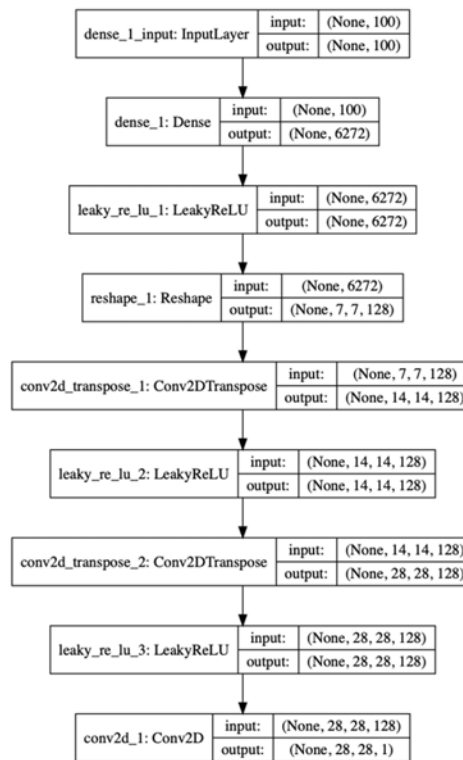 dense_1_input: InputLayer
input: (None, 100)
output: (None, 100)
dense_1: Dense
input: (None, 100)
output: (None, 6272)
leaky_re_lu_1: LeakyReLU
input: (None, 6272)
output: (None, 6272)
reshape_1: Reshape
input: (None, 6272)
output: (None, 7, 7, 128)
conv2d_transpose_1: Conv2DTranspose
input: (None, 7, 7, 128)
output: (None, 14, 14, 128)
leaky_re_lu_2: LeakyReLU
input: (None, 14, 14, 128)
output: (None, 14, 14, 128)
conv2d_transpose_2: Conv2DTranspose
input: (None, 14, 14, 128)
output: (None, 28, 28, 128)
leaky_re_lu_3: LeakyReLU
input: (None, 28, 28, 128)
output: (None, 28, 28, 128)
conv2d_1: Conv2D
input: (None, 28, 28, 128)
output: (None, 28, 28, 1)